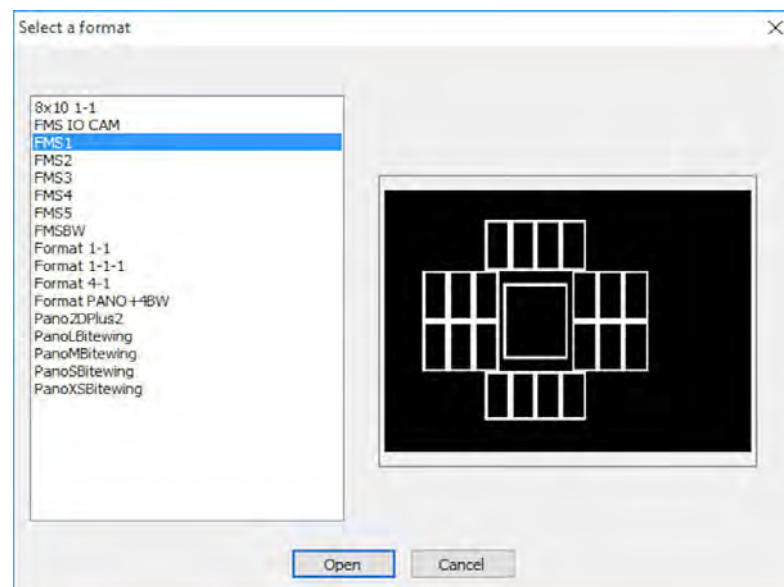 Select a format
8x10 1-1
FMS IO CAM
FMS1
FMS2
FMS3
FMS4
FMS5
FMSBW
Format 1-1
Format 1-1-1
Format 4-1
Format PANO+4BW
Pano2DPlus2
PanoLBitewing
PanoMBitewing
PanoSBitewing
PanoXSBitewing
Open
Cancel